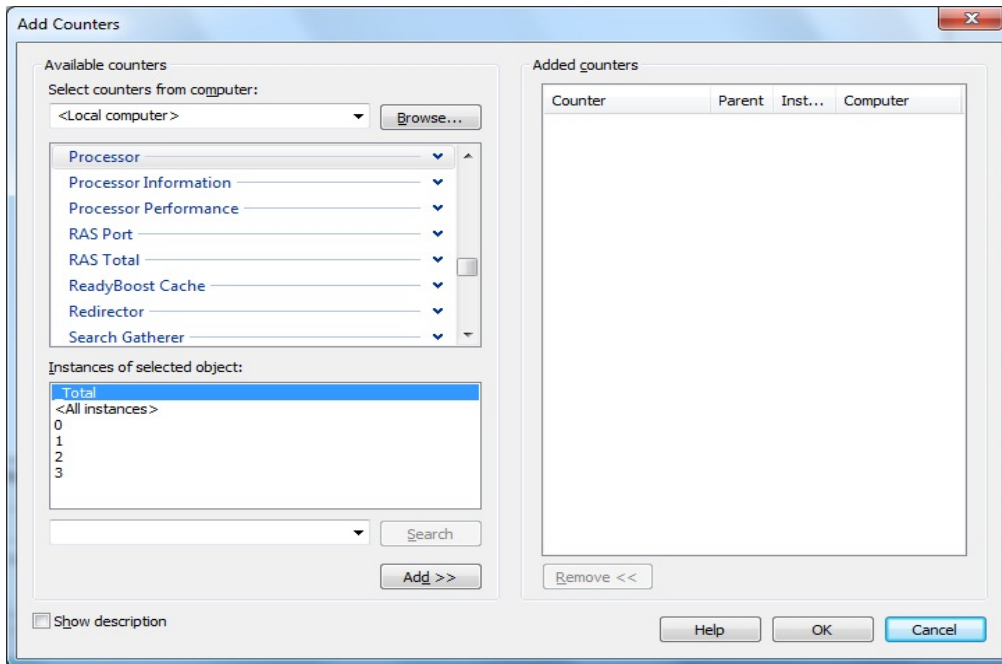 Add Counters
Available counters
Select counters from computer:
<Local computer>
Browse...
Processor
Processor Information
Processor Performance
RAS Port
RAS Total
ReadyBoost Cache
Redirector
Search Gatherer
Instances of selected object:
_Total
<All instances>
0
1
2
3
Search
Add >>
Show description
Added counters
Counter Parent Inst... Computer
Remove <<
Help OK Cancel